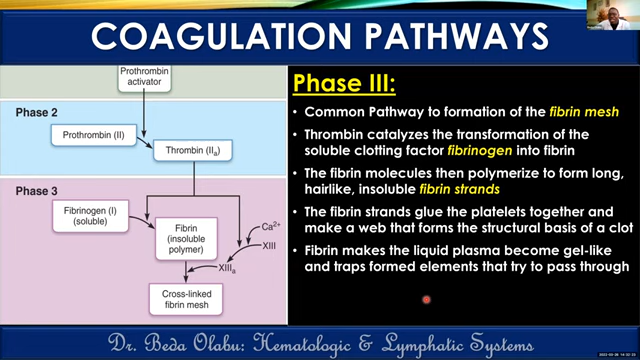 COAGULATION PATHWAYS
Prothrombin
activator
Phase 2
Prothrombin (II)
Thrombin (IIa)
Phase 3
Fibrinogen (I)
(soluble)
Fibrin
(insoluble
polymer)
Ca2+
XIII
XIIIa
Cross-linked
fibrin mesh
Phase III:
• Common Pathway to formation of the fibrin mesh
• Thrombin catalyzes the transformation of the
soluble clotting factor fibrinogen into fibrin
• The fibrin molecules then polymerize to form long,
hairlike, insoluble fibrin strands
• The fibrin strands glue the platelets together and
make a web that forms the structural basis of a clot
• Fibrin makes the liquid plasma become gel-like
and traps formed elements that try to pass through
Dr. Beda Olabu: Hematologic & Lymphatic Systems